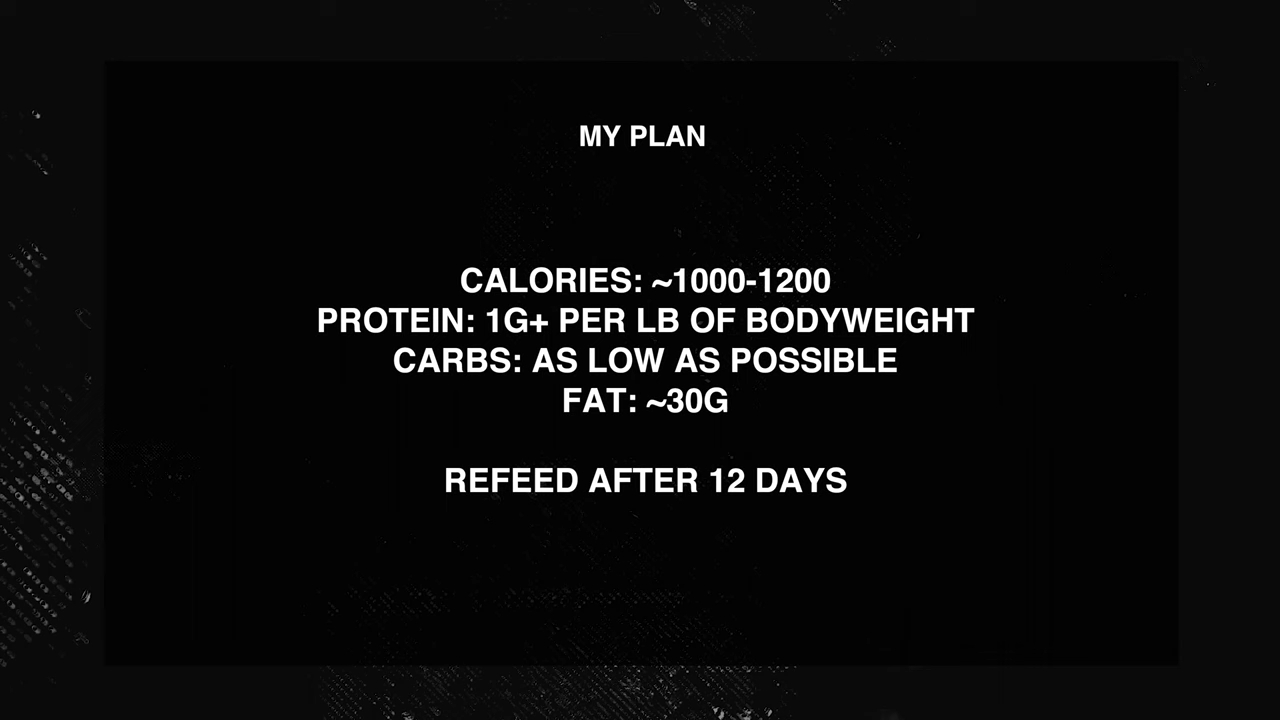 MY PLAN
CALORIES: ~1000-1200
PROTEIN: 1G+ PER LB OF BODYWEIGHT
CARBS: AS LOW AS POSSIBLE
FAT: ~30G
REFEED AFTER 12 DAYS